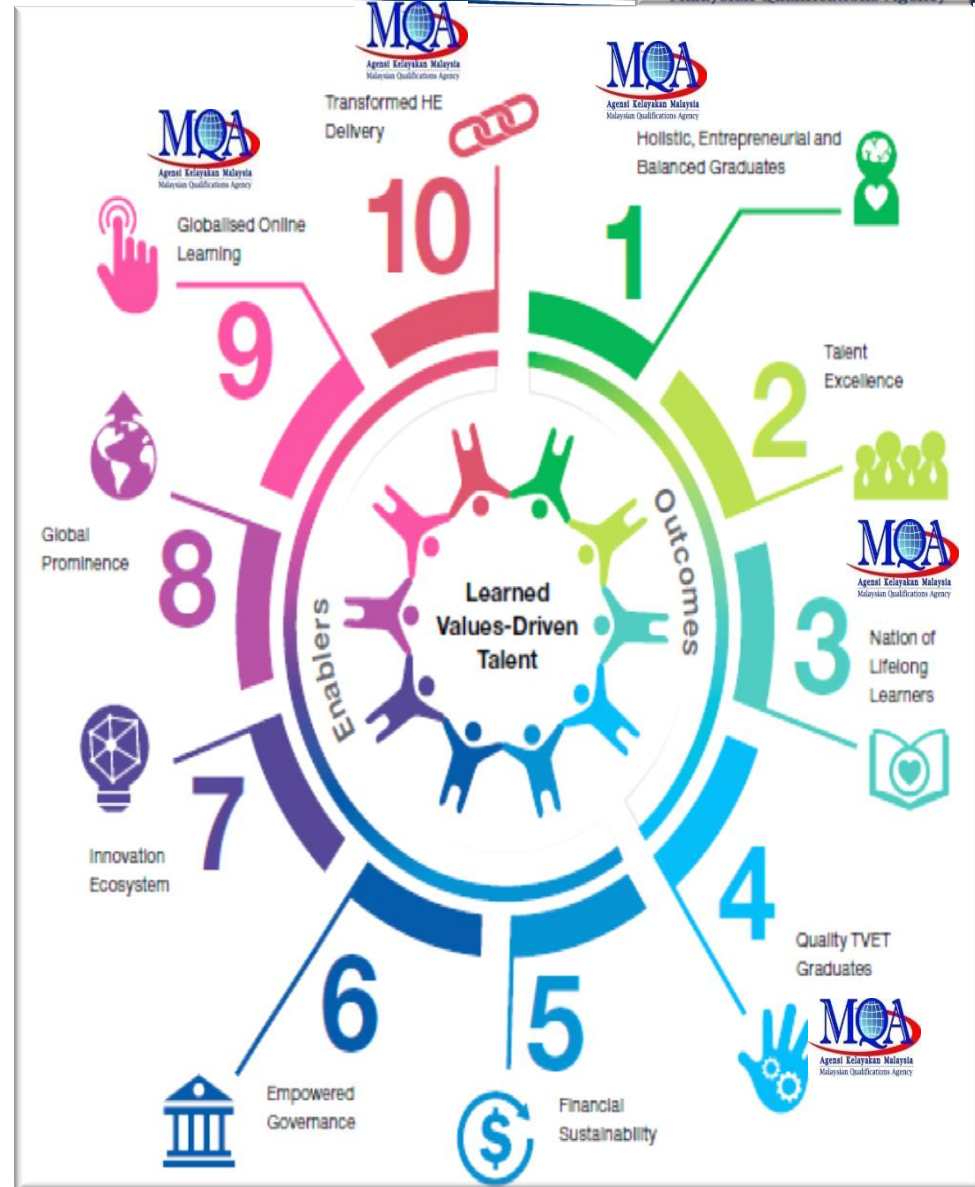 Malaysian Qualifications Agency
MQA
Agensi Kelayakan Malaysia
Malaysian Qualifications Agency
Transformed HE
Delivery
10
MQA
Agensi Kelayakan Malaysia
Malaysian Qualifications Agency
Holistic, Entrepreneurial and
Balanced Graduates
1
MQA
Agensi Kelayakan Malaysia
Malaysian Qualifications Agency
Globalised Online
Learning
9
Talent
Excellence
2
Global
Prominence
8
MQA
Agensi Kelayakan Malaysia
Malaysian Qualifications Agency
Nation of
Lifelong
Learners
3
Outcomes
Enablers
Learned
Values-Driven
Talent
Innovation
Ecosystem
7
Quality TVET
Graduates
4
MQA
Agensi Kelayakan Malaysia
Malaysian Qualifications Agency
Empowered
Governance
6
Financial
Sustainability
5
$